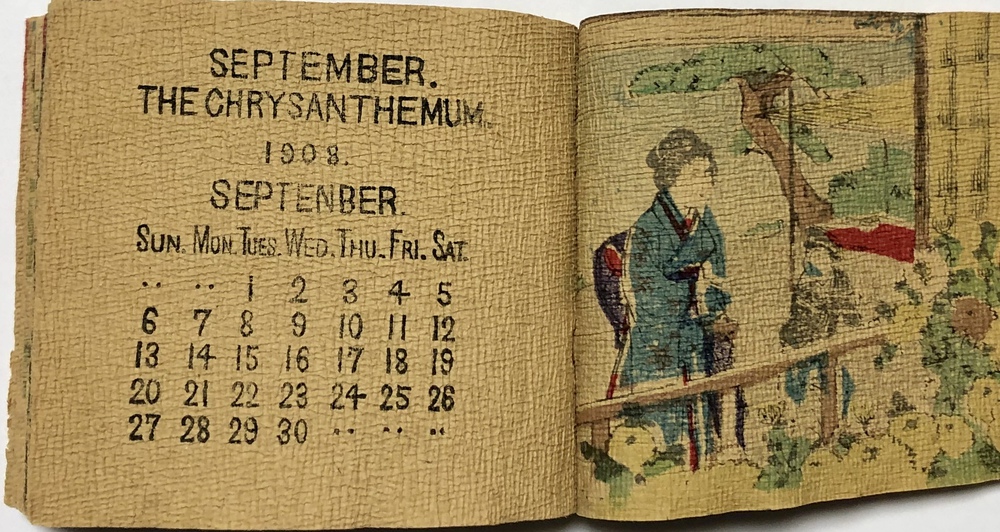 SEPTEMBER.
THE CHRYSANTHEMUM.
1908.
SEPTENBER.
SUN. MON. TUES. WED. THU. FRI. SAT.
.. .. 1 2 3 4 5
6 7 8 9 10 11 12
13 14 15 16 17 18 19
20 21 22 23 24 25 26
27 28 29 30 .. .. ..